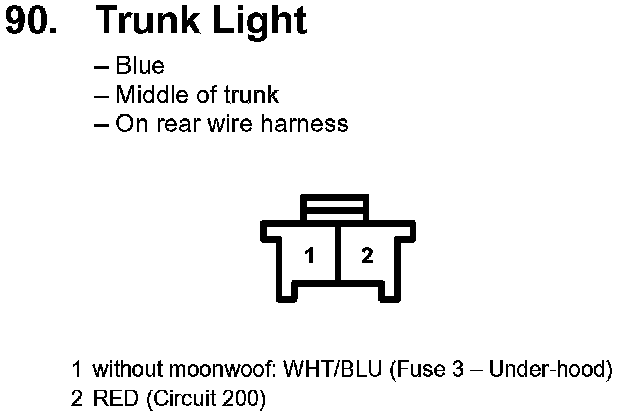 90. Trunk Light
– Blue
– Middle of trunk
– On rear wire harness
1 2
1 without moonwoof: WHT/BLU (Fuse 3 – Under-hood)
2 RED (Circuit 200)